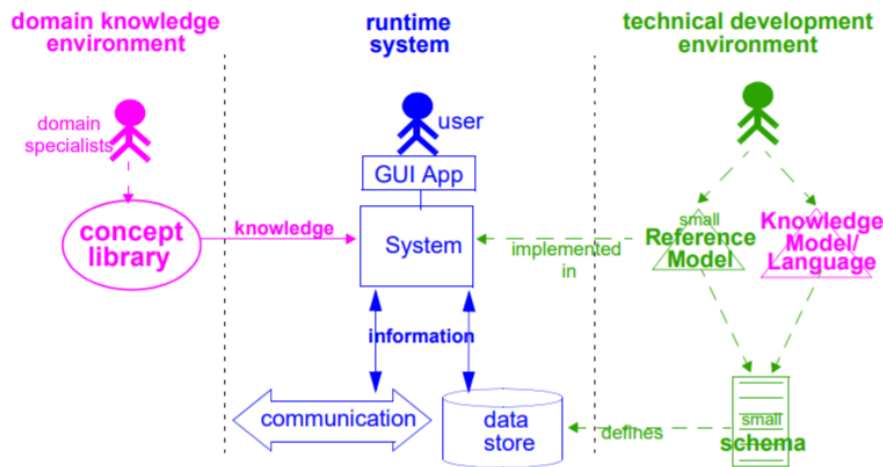 domain knowledge
environment
runtime
system
technical development
environment
domain
specialists
user
GUI App
concept
library
knowledge
System
implemented
in
small
Reference
Model
Knowledge
Model/
Language
information
communication
data
store
defines
small
schema